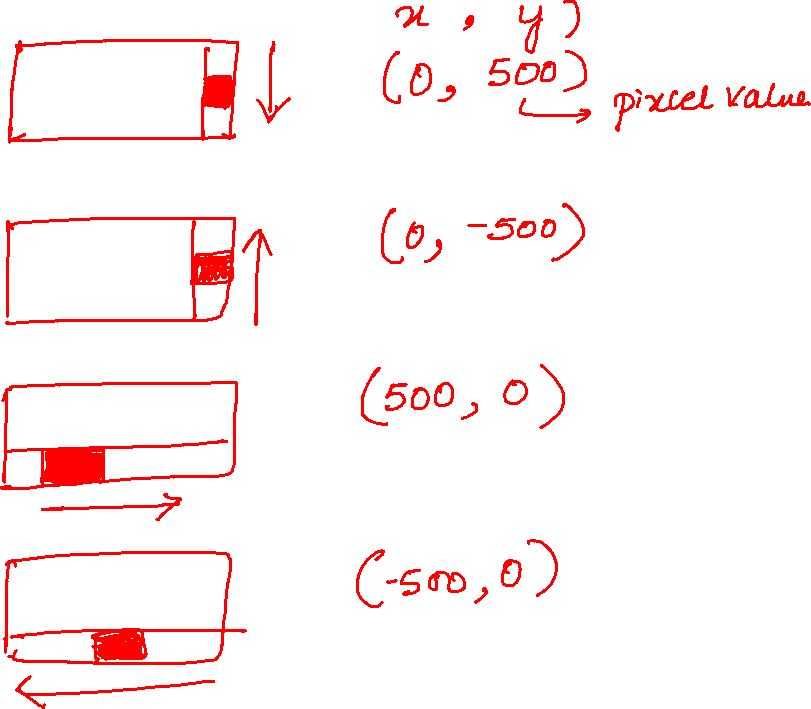 x , y)
(0, 500)
pixcel value
(0, -500)
(500, 0)
(-500, 0)